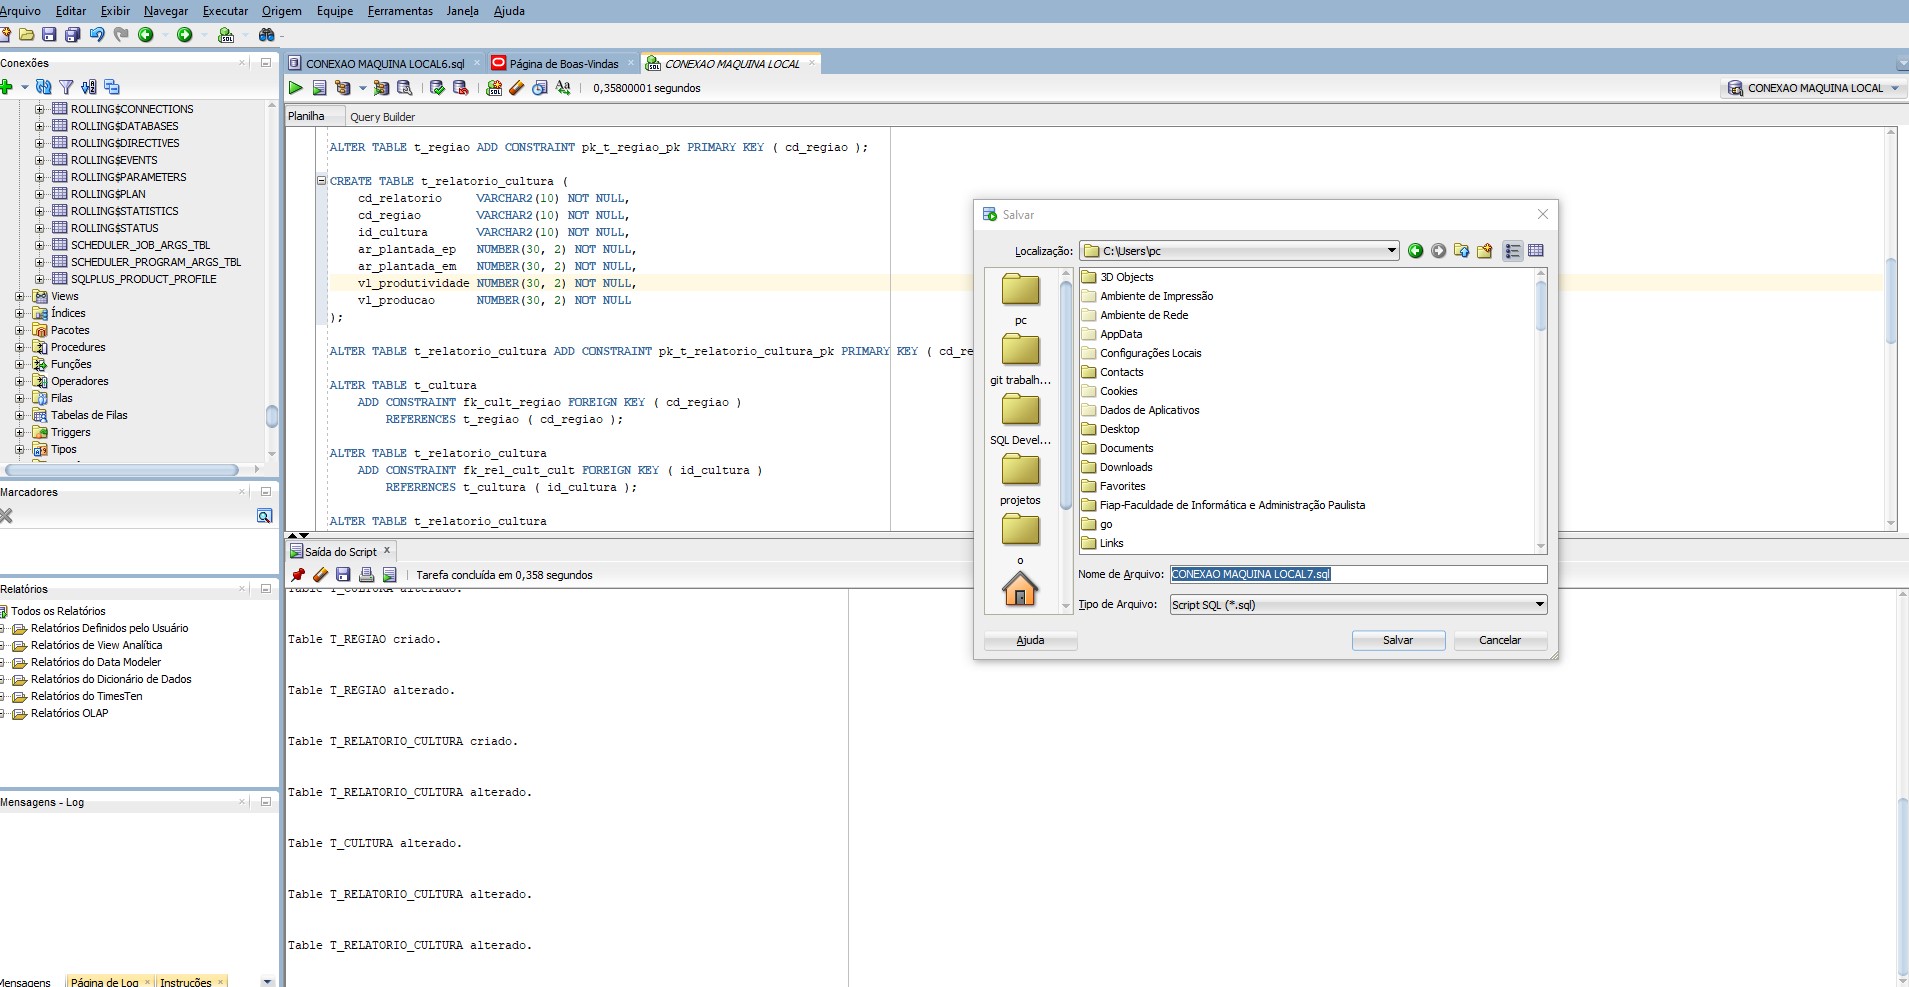 Arquivo Editar Exibir Navegar Executar Origem Equipe Ferramentas Janela Ajuda
Conexões
ROLLING$CONNECTIONS
ROLLING$DATABASES
ROLLING$DIRECTIVES
ROLLING$EVENTS
ROLLING$PARAMETERS
ROLLING$PLAN
ROLLING$STATISTICS
ROLLING$STATUS
SCHEDULER_JOB_ARGS_TBL
SCHEDULER_PROGRAM_ARGS_TBL
SQLPLUS_PRODUCT_PROFILE
Views
Índices
Pacotes
Procedures
Funções
Operadores
Filas
Tabelas de Filas
Triggers
Tipos
Marcadores
Relatórios
Todos os Relatórios
Relatórios Definidos pelo Usuário
Relatórios de View Analítica
Relatórios do Data Modeler
Relatórios do Dicionário de Dados
Relatórios do TimesTen
Relatórios OLAP
Mensagens - Log
Mensagens Página de Log Instruções
CONEXAO MAQUINA LOCAL6.sql Página de Boas-Vindas CONEXAO MAQUINA LOCAL
0,35800001 segundos
CONEXAO MAQUINA LOCAL
Planilha Query Builder
ALTER TABLE t_regiao ADD CONSTRAINT pk_t_regiao_pk PRIMARY KEY ( cd_regiao );
CREATE TABLE t_relatorio_cultura (
cd_relatorio VARCHAR2(10) NOT NULL,
cd_regiao VARCHAR2(10) NOT NULL,
id_cultura VARCHAR2(10) NOT NULL,
ar_plantada_ep NUMBER(30, 2) NOT NULL,
ar_plantada_em NUMBER(30, 2) NOT NULL,
vl_produtividade NUMBER(30, 2) NOT NULL,
vl_producao NUMBER(30, 2) NOT NULL
);
ALTER TABLE t_relatorio_cultura ADD CONSTRAINT pk_t_relatorio_cultura_pk PRIMARY KEY ( cd_re
ALTER TABLE t_cultura
ADD CONSTRAINT fk_cult_regiao FOREIGN KEY ( cd_regiao )
REFERENCES t_regiao ( cd_regiao );
ALTER TABLE t_relatorio_cultura
ADD CONSTRAINT fk_rel_cult_cult FOREIGN KEY ( id_cultura )
REFERENCES t_cultura ( id_cultura );
ALTER TABLE t_relatorio_cultura
Saída do Script
Tarefa concluída em 0,358 segundos
Table T_CULTURA alterado.
Table T_REGIAO criado.
Table T_REGIAO alterado.
Table T_RELATORIO_CULTURA criado.
Table T_RELATORIO_CULTURA alterado.
Table T_CULTURA alterado.
Table T_RELATORIO_CULTURA alterado.
Table T_RELATORIO_CULTURA alterado.
Salvar
Localização: C:\Users\pc
pc
git trabalh...
SQL Devel...
projetos
o
3D Objects
Ambiente de Impressão
Ambiente de Rede
AppData
Configurações Locais
Contacts
Cookies
Dados de Aplicativos
Desktop
Documents
Downloads
Favorites
Fiap-Faculdade de Informática e Administração Paulista
go
Links
Nome de Arquivo: CONEXAO MAQUINA LOCAL7.sql
Tipo de Arquivo: Script SQL (*.sql)
Ajuda Salvar Cancelar